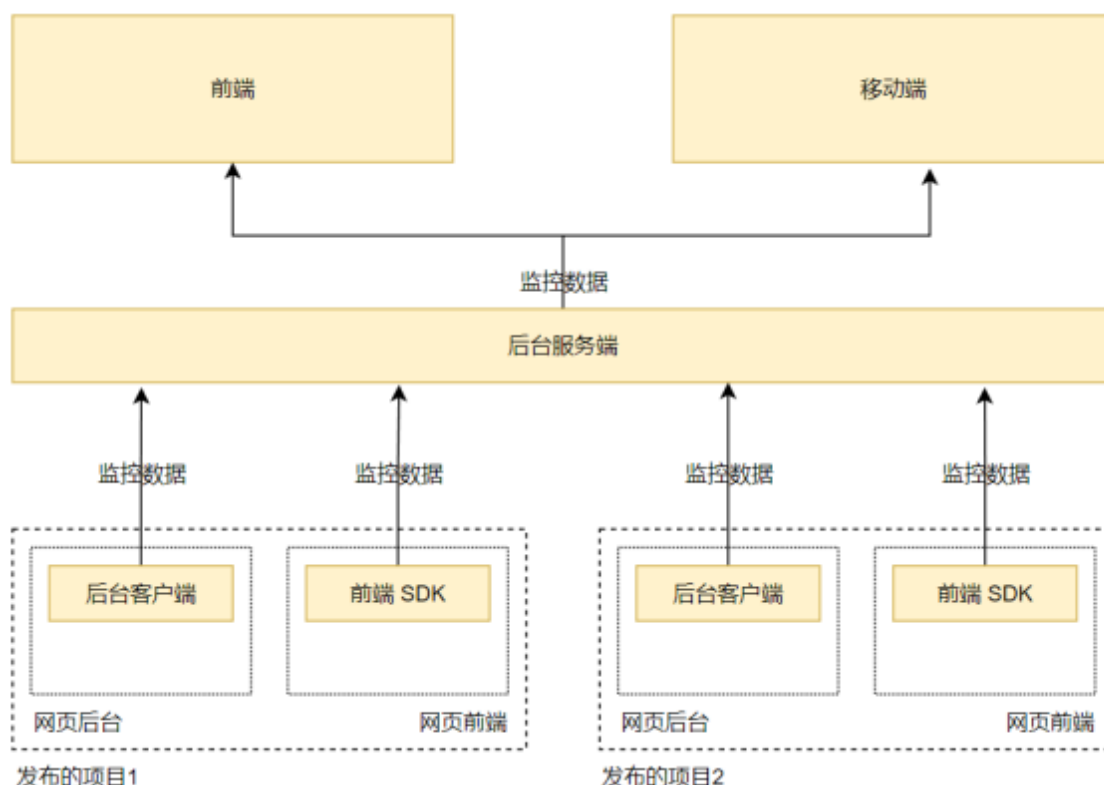 前端
移动端
监控数据
后台服务端
监控数据
监控数据
监控数据
监控数据
后台客户端
前端 SDK
后台客户端
前端 SDK
网页后台
网页前端
网页后台
网页前端
发布的项目1
发布的项目2